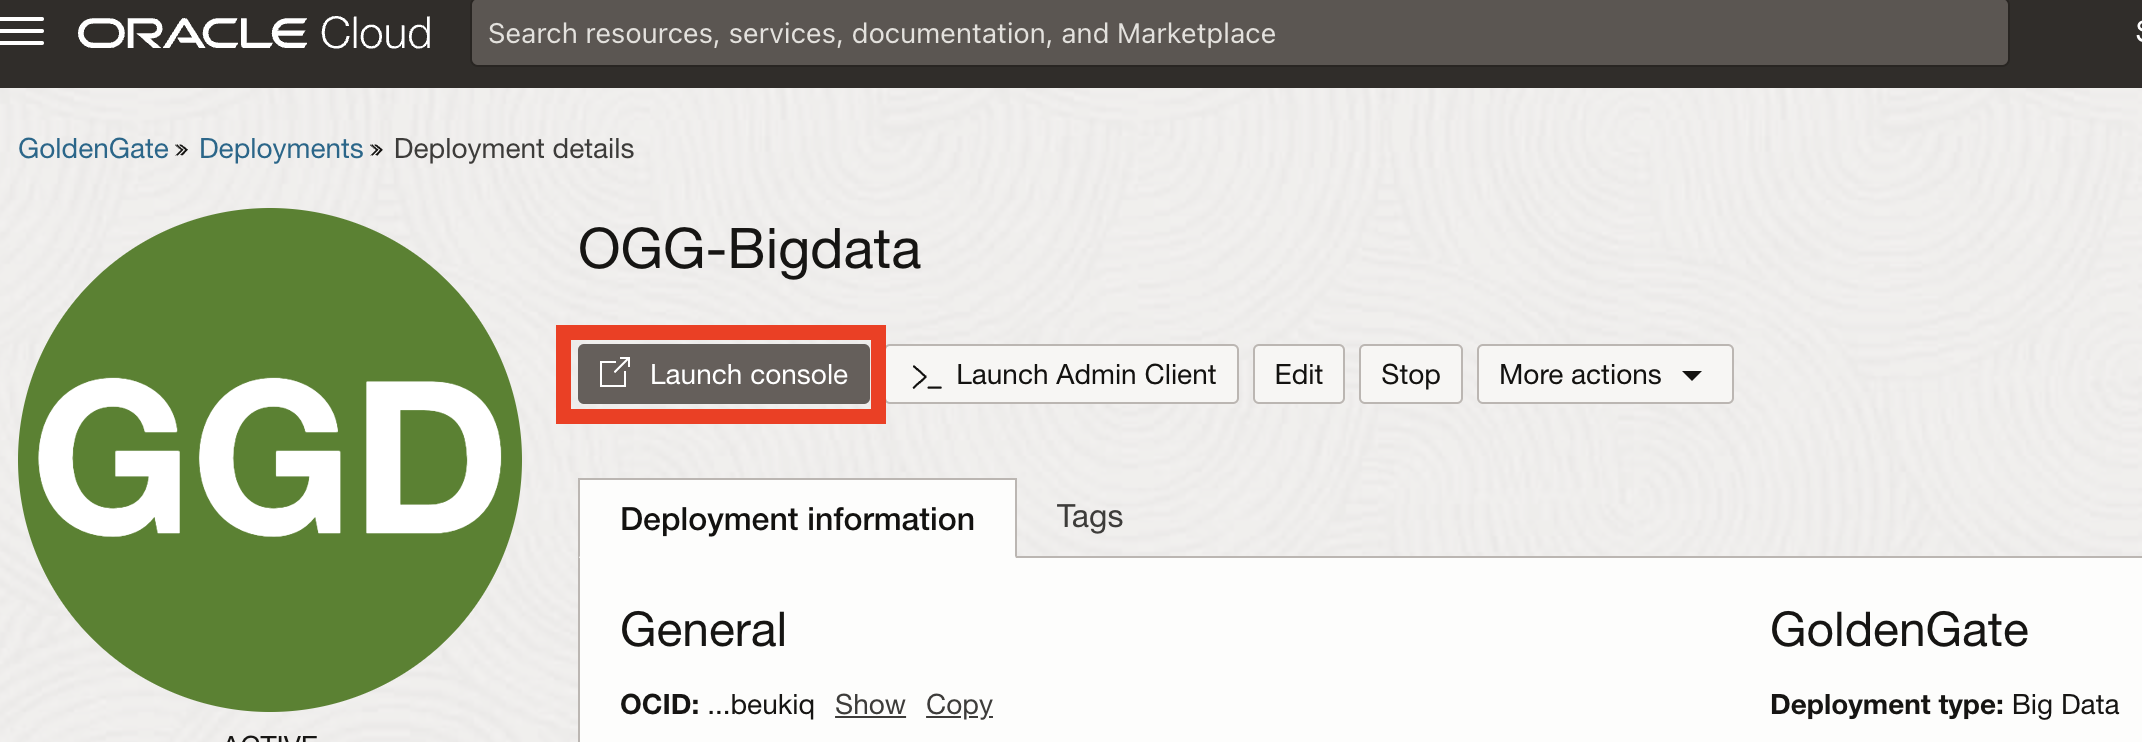 ORACLE Cloud
Search resources, services, documentation, and Marketplace
GoldenGate » Deployments » Deployment details
GGD
ACTIVE
OGG-Bigdata
Launch console
>_ Launch Admin Client
Edit
Stop
More actions
Deployment information
Tags
General
OCID: ...beukiq Show Copy
GoldenGate
Deployment type: Big Data